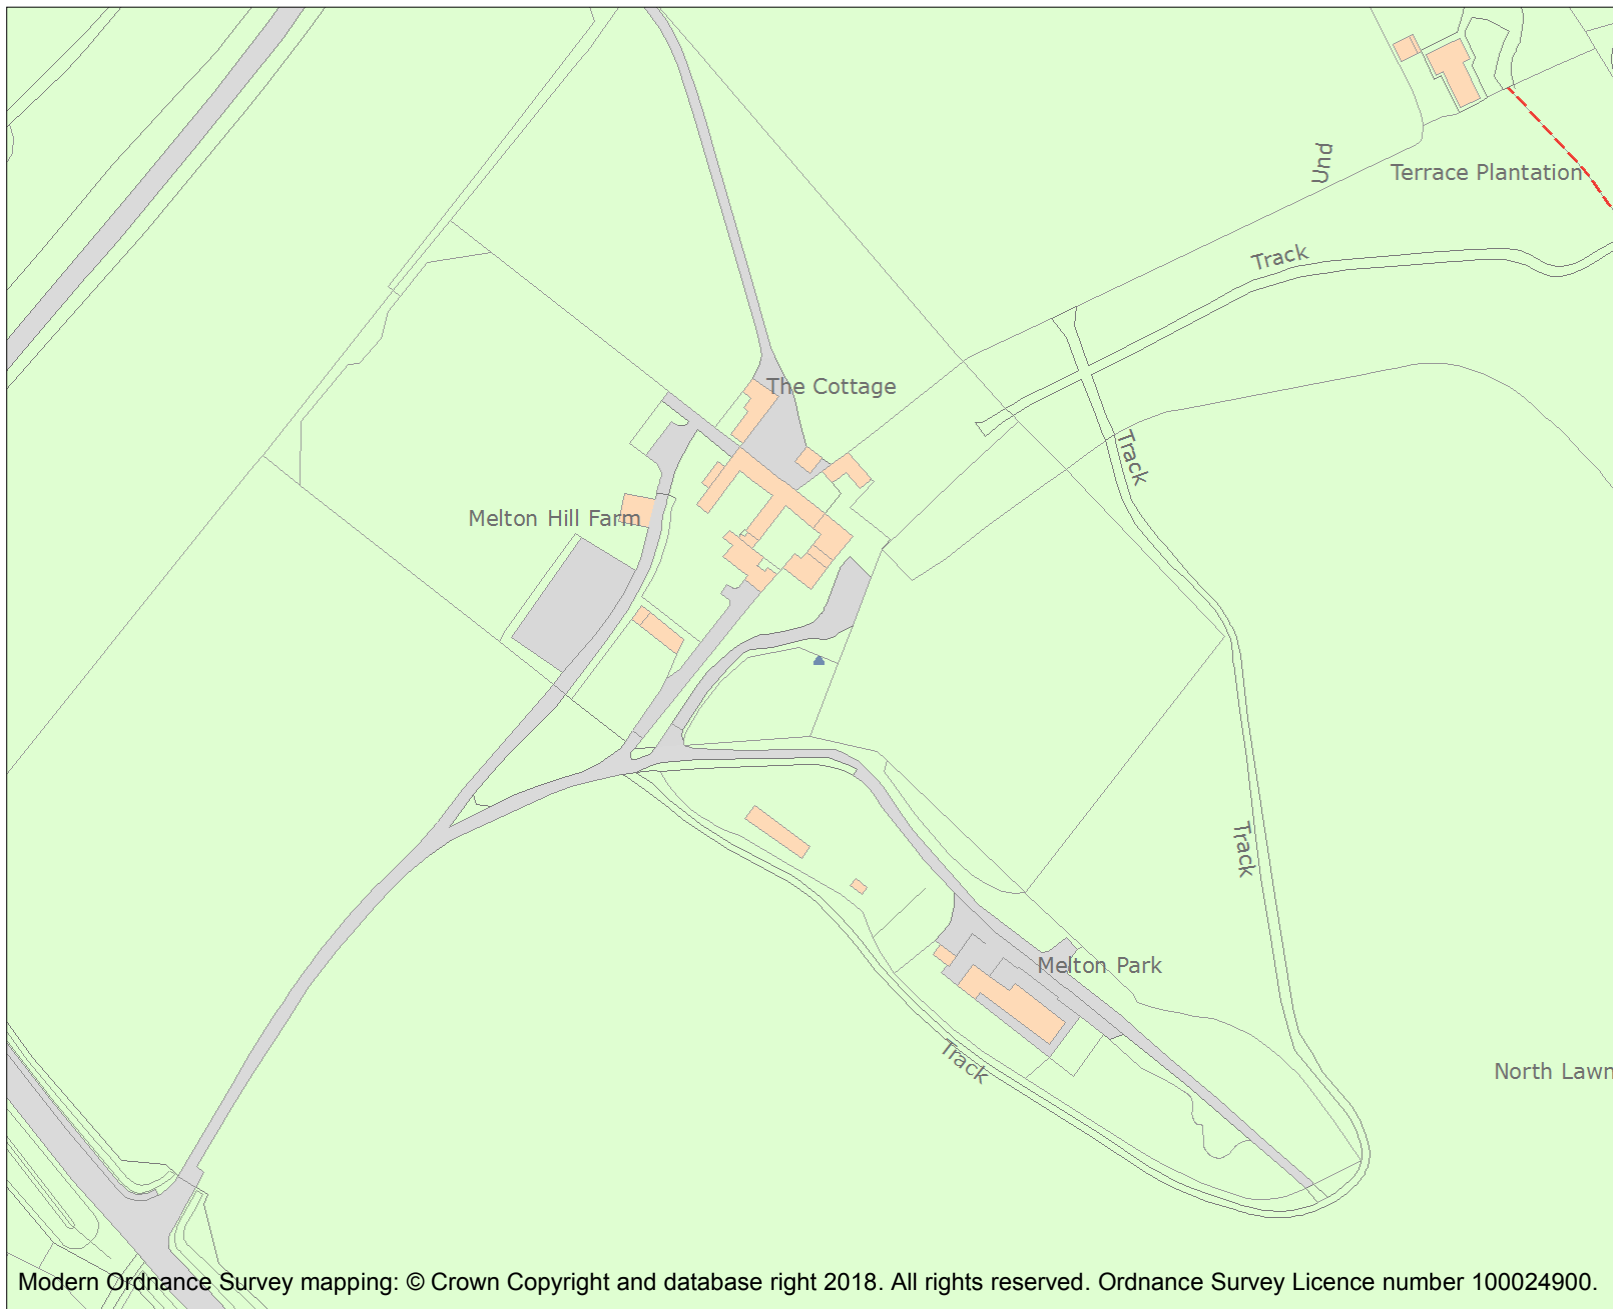 Und
Terrace Plantation
Track
The Cottage
Track
Melton Hill Farm
Track
Melton Park
Track
North Lawn
Modern Ordnance Survey mapping: © Crown Copyright and database right 2018. All rights reserved. Ordnance Survey Licence number 100024900.